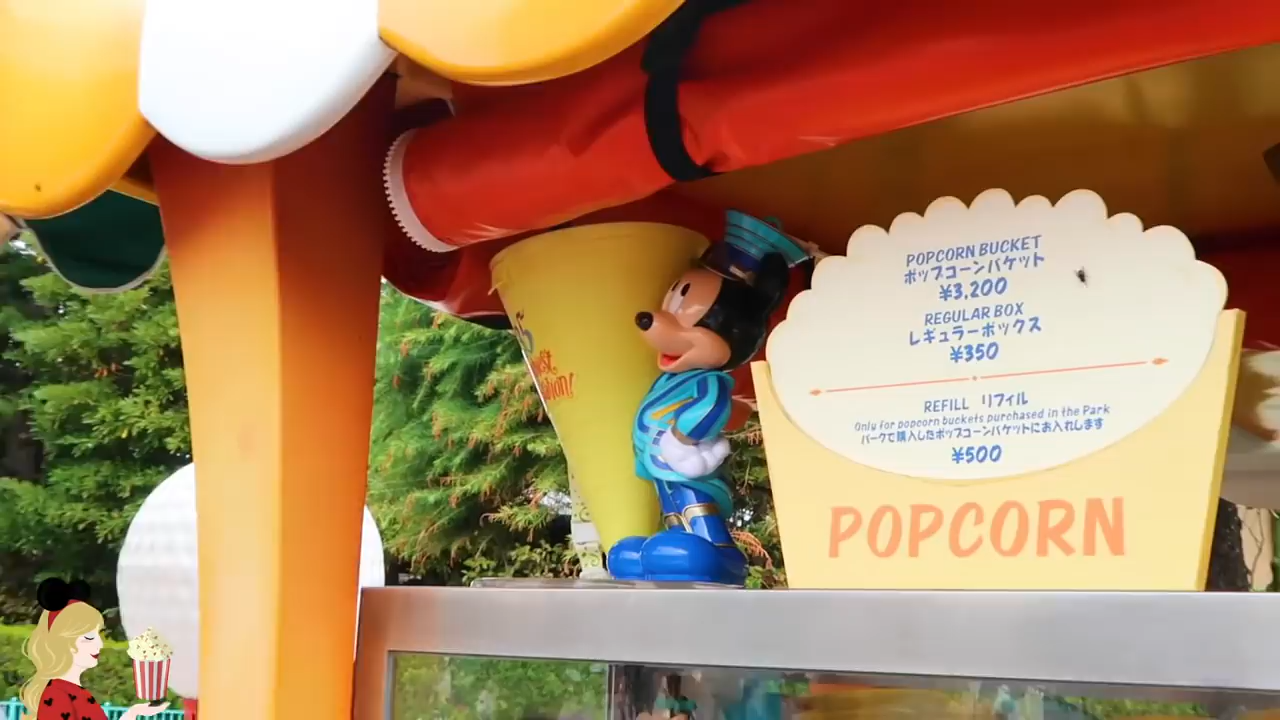 POPCORN BUCKET
ポップコーンバケット
¥3,200
REGULAR BOX
レギュラーボックス
¥350
REFILL リフィル
Only for popcorn buckets purchased in the Park
パークで購入したポップコーンバケットにお入れします
¥500
POPCORN